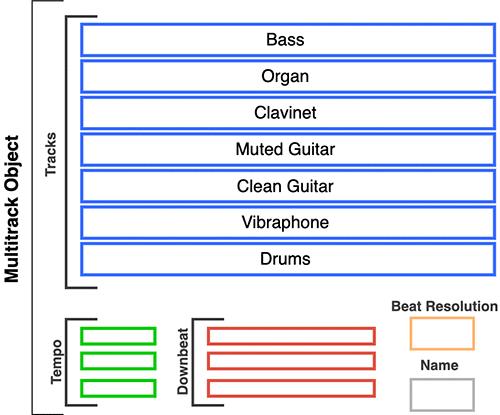 Multitrack Object
Tracks
Bass
Organ
Clavinet
Muted Guitar
Clean Guitar
Vibraphone
Drums
Tempo
Downbeat
Beat Resolution
Name